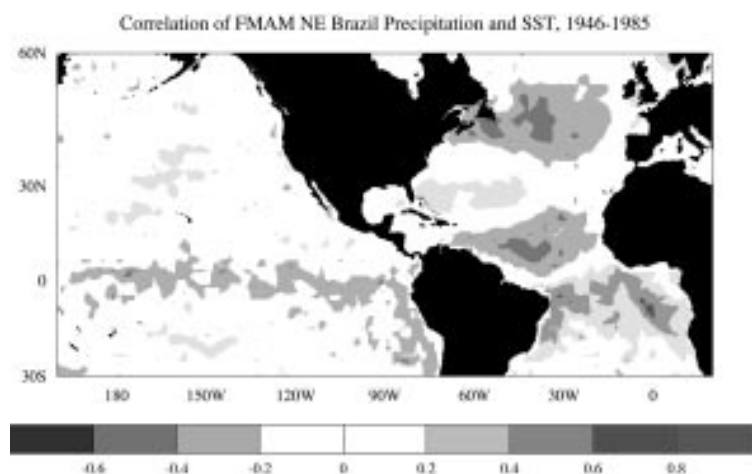 Correlation of FMAM NE Brazil Precipitation and SST, 1946-1985
60N
30N
0
30S
180 150W 120W 90W 60W 30W 0
-0.6 -0.4 -0.2 0 0.2 0.4 0.6 0.8